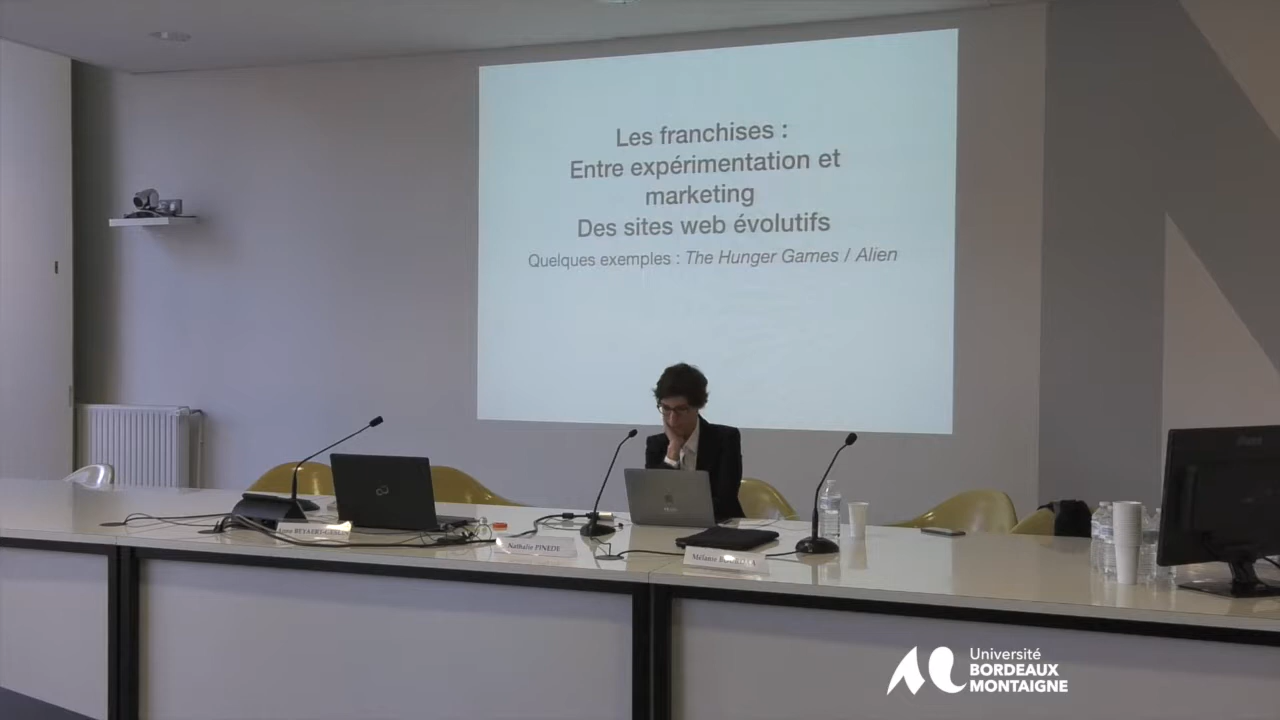 Les franchises :
Entre expérimentation et
marketing
Des sites web évolutifs
Quelques exemples : The Hunger Games / Alien
Nathalie PINEDE
Mélanie
Université
BORDEAUX
MONTAIGNE